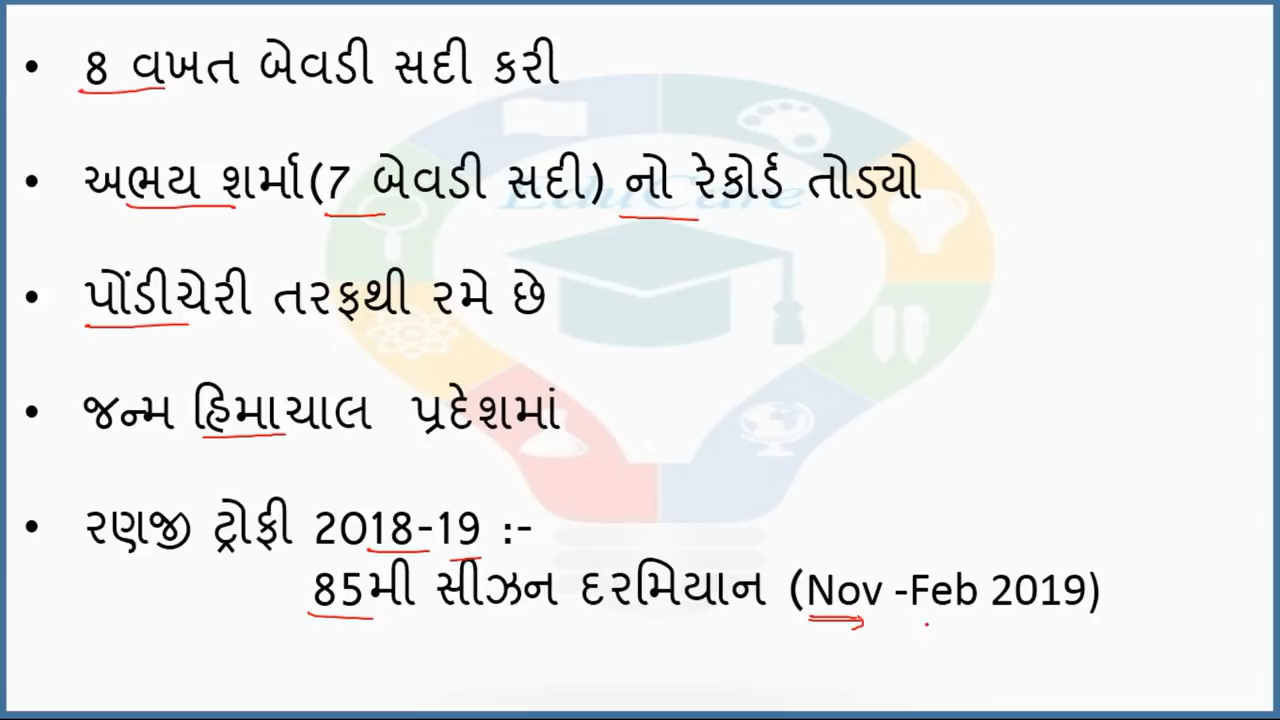 • 8 વખત બેવડી સદી કરી
• અભય શર્મા(7 બેવડી સદી) નો રેકોર્ડ તોડ્યો
EduCare
• પોંડીચેરી તરફથી રમે છે
• જન્મ હિમાચાલ પ્રદેશમાં
• રણજી ટ્રોફી 2018-19 :-
85મી સીઝન દરમિયાન (Nov -Feb 2019)